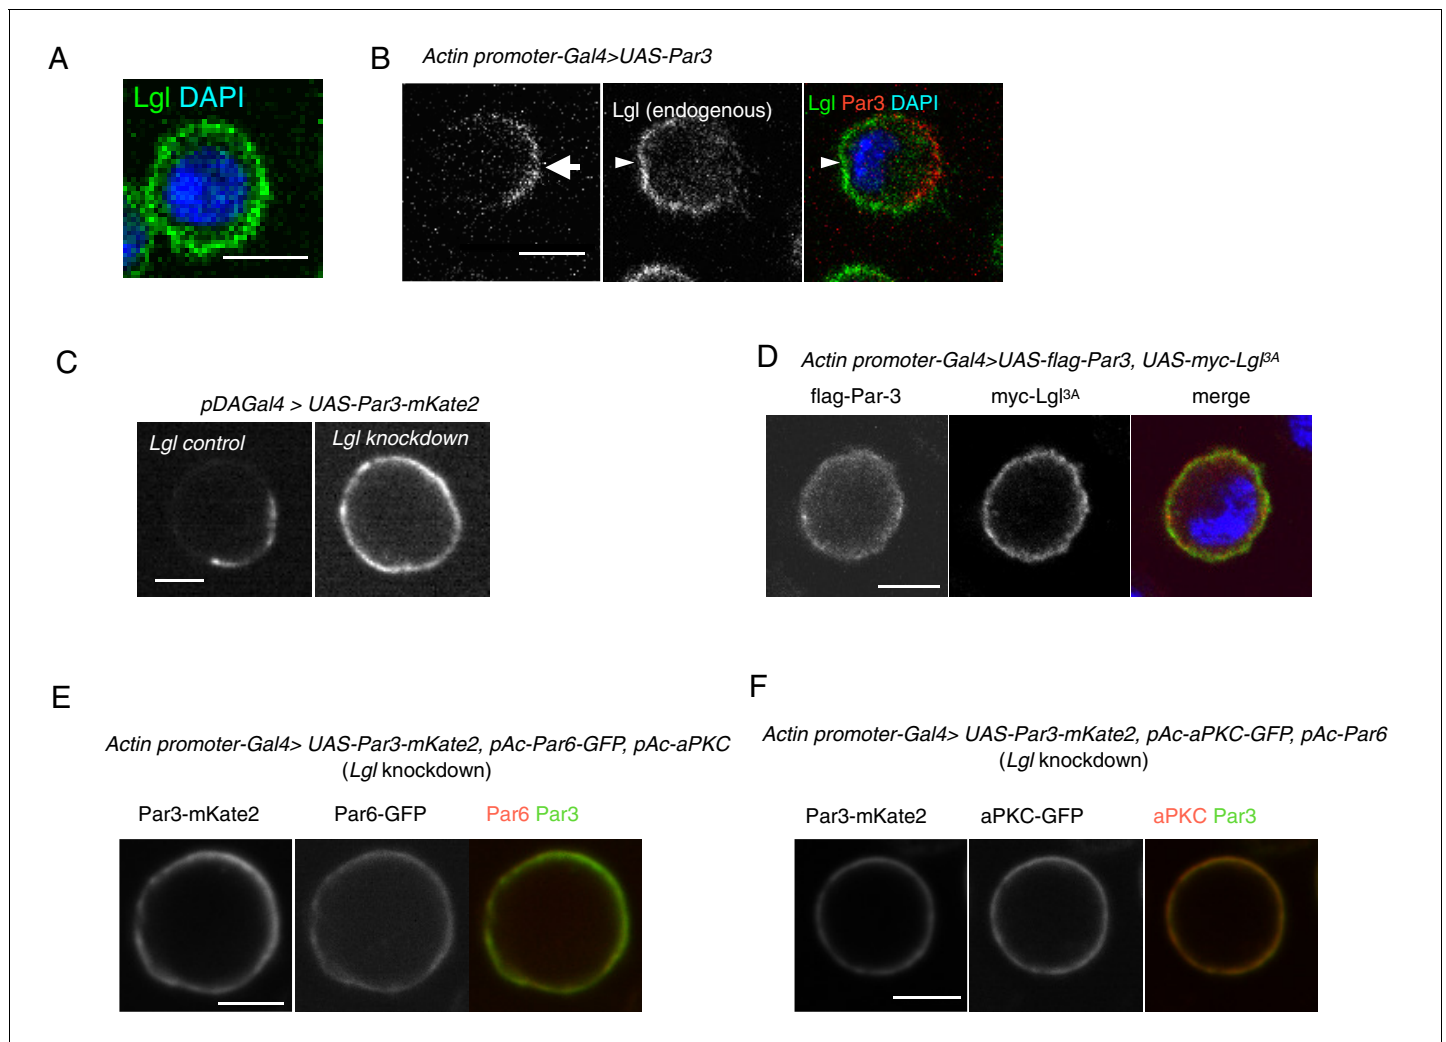 A
Lgl DAPI
B
Actin promoter-Gal4>UAS-Par3
Lgl (endogenous)
Lgl Par3 DAPI
C
pDAGal4 > UAS-Par3-mKate2
Lgl control
Lgl knockdown
D
Actin promoter-Gal4>UAS-flag-Par3, UAS-myc-Lgl3A
flag-Par-3
myc-Lgl3A
merge
E
Actin promoter-Gal4> UAS-Par3-mKate2, pAc-Par6-GFP, pAc-aPKC
(Lgl knockdown)
Par3-mKate2
Par6-GFP
Par6 Par3
F
Actin promoter-Gal4> UAS-Par3-mKate2, pAc-aPKC-GFP, pAc-Par6
(Lgl knockdown)
Par3-mKate2
aPKC-GFP
aPKC Par3